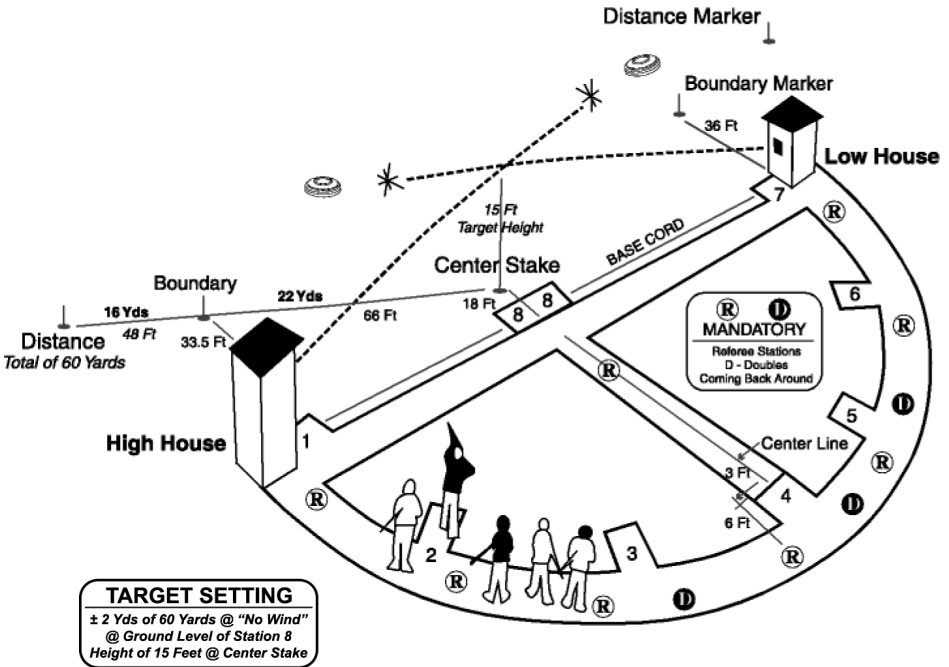 Distance Marker
Boundary Marker
36 Ft
Low House
7
Ⓡ
15 Ft
Target Height
BASE CORD
Center Stake
Boundary
22 Yds
18 Ft
8
8
6
16 Yds
66 Ft
48 Ft
33.5 Ft
Distance
Total of 60 Yards
Ⓡ D
MANDATORY
Referee Stations
D - Doubles
Coming Back Around
Ⓡ
Ⓡ
D
5
High House
1
Center Line
3 Ft
Ⓡ
4
6 Ft
D
Ⓡ
2
3
Ⓡ
Ⓡ
Ⓡ
D
TARGET SETTING
± 2 Yds of 60 Yards @ “No Wind”
@ Ground Level of Station 8
Height of 15 Feet @ Center Stake